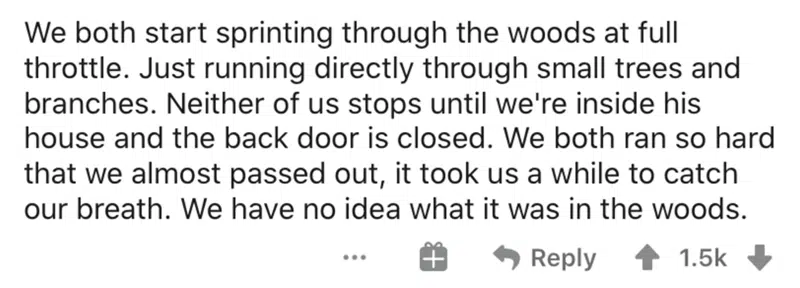 We both start sprinting through the woods at full
throttle. Just running directly through small trees and
branches. Neither of us stops until we're inside his
house and the back door is closed. We both ran so hard
that we almost passed out, it took us a while to catch
our breath. We have no idea what it was in the woods.
Reply 1.5k